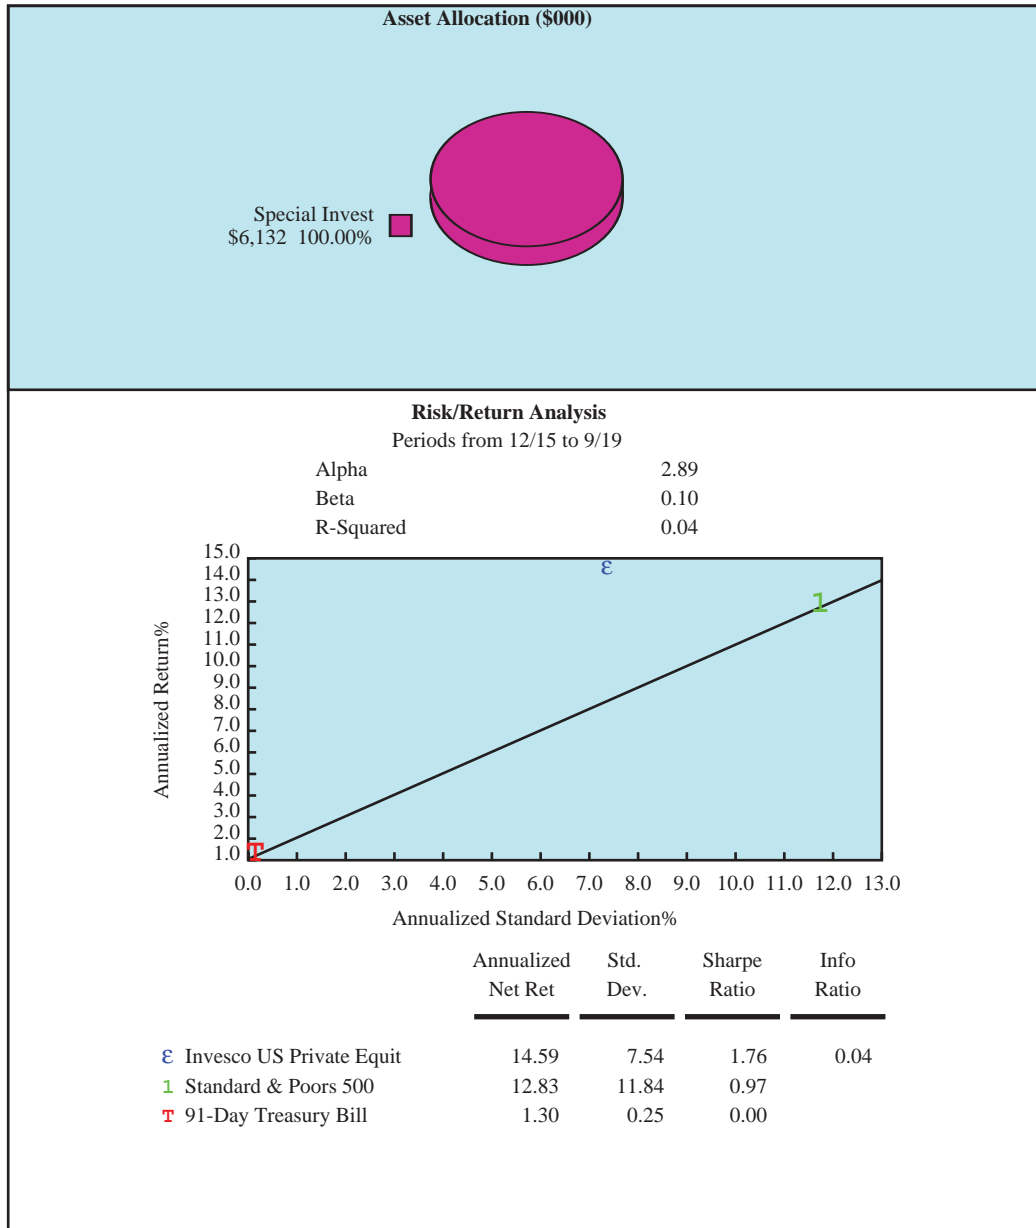 Asset Allocation ($000)
Special Invest
$6,132 100.00%
Risk/Return Analysis
Periods from 12/15 to 9/19
Alpha 2.89
Beta 0.10
R-Squared 0.04
15.0
14.0
13.0
12.0
11.0
10.0
9.0
8.0
7.0
6.0
5.0
4.0
3.0
2.0
1.0
Annualized Return%
ε
1
T
0.0 1.0 2.0 3.0 4.0 5.0 6.0 7.0 8.0 9.0 10.0 11.0 12.0 13.0
Annualized Standard Deviation%
Annualized Std. Sharpe Info
Net Ret Dev. Ratio Ratio
ε Invesco US Private Equit 14.59 7.54 1.76 0.04
1 Standard & Poors 500 12.83 11.84 0.97
T 91-Day Treasury Bill 1.30 0.25 0.00